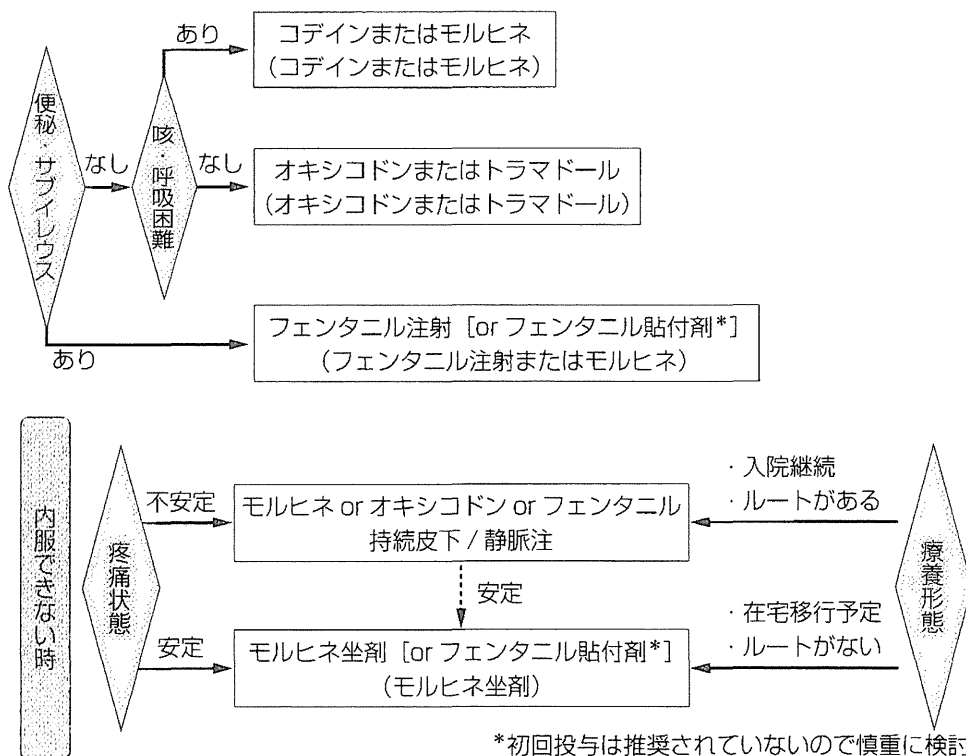 便秘・サブイレウス
あり
なし
咳・呼吸困難
あり
なし
コデインまたはモルヒネ
(コデインまたはモルヒネ)
オキシコドンまたはトラマドール
(オキシコドンまたはトラマドール)
フェンタニル注射 [or フェンタニル貼付剤*]
(フェンタニル注射またはモルヒネ)
内服できない時
疼痛状態
不安定
安定
モルヒネ or オキシコドン or フェンタニル
持続皮下 / 静脈注
安定
モルヒネ坐剤 [or フェンタニル貼付剤*]
(モルヒネ坐剤)
・入院継続
・ルートがある
・在宅移行予定
・ルートがない
療養形態
*初回投与は推奨されていないので慎重に検討